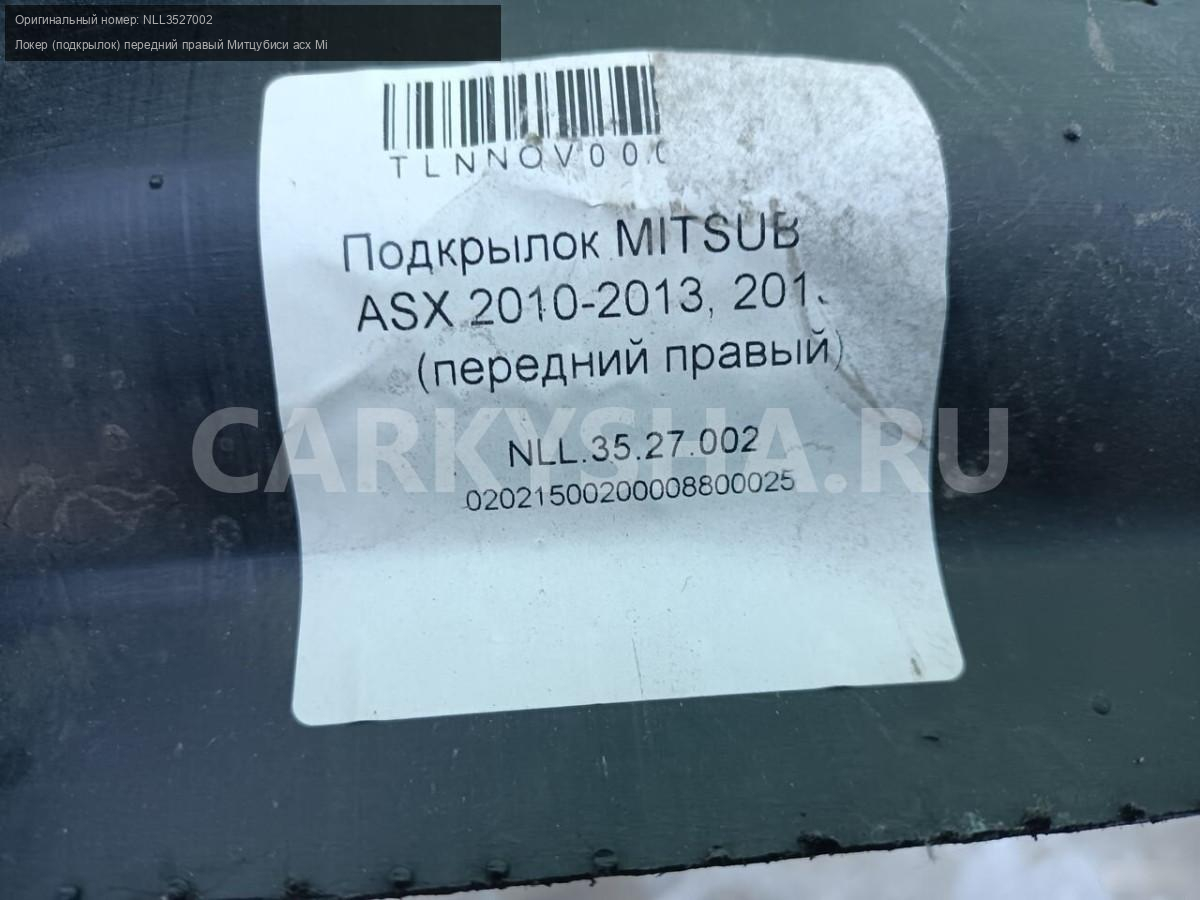 Оригинальный номер: NLL3527002
Локер (подкрылок) передний правый Митцубиси асх Mi
TLNNOV00.
Подкрылок MITSUB
ASX 2010-2013, 201
(передний правый)
NLL.35.27.002
02021500200008800025
CARKYSHA.RU